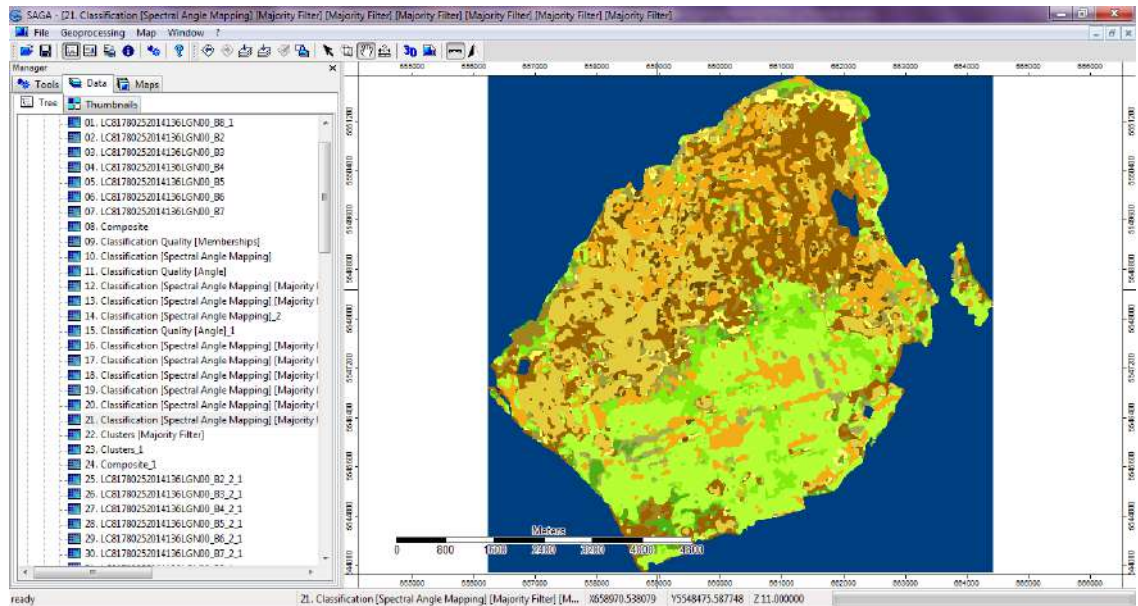 SAGA - [21. Classification [Spectral Angle Mapping] [Majority Filter] [Majority Filter] [Majority Filter] [Majority Filter] [Majority Filter]
File Geoprocessing Map Window ?
3D
Manager
Tools Data Maps
Tree Thumbnails
01. LC81780252014136LGN00_B8_1
02. LC81780252014136LGN00_B2
03. LC81780252014136LGN00_B3
04. LC81780252014136LGN00_B4
05. LC81780252014136LGN00_B5
06. LC81780252014136LGN00_B6
07. LC81780252014136LGN00_B7
08. Composite
09. Classification Quality [Memberships]
10. Classification [Spectral Angle Mapping]
11. Classification Quality [Angle]
12. Classification [Spectral Angle Mapping] [Majority
13. Classification [Spectral Angle Mapping] [Majority
14. Classification [Spectral Angle Mapping]_2
15. Classification Quality [Angle]_1
16. Classification [Spectral Angle Mapping] [Majority
17. Classification [Spectral Angle Mapping] [Majority
18. Classification [Spectral Angle Mapping] [Majority
19. Classification [Spectral Angle Mapping] [Majority
20. Classification [Spectral Angle Mapping] [Majority
21. Classification [Spectral Angle Mapping] [Majority
22. Clusters [Majority Filter]
23. Clusters_1
24. Composite_1
25. LC81780252014136LGN00_B2_2_1
26. LC81780252014136LGN00_B3_2_1
27. LC81780252014136LGN00_B4_2_1
28. LC81780252014136LGN00_B5_2_1
29. LC81780252014136LGN00_B6_2_1
30. LC81780252014136LGN00_B7_2_1
Meters
0 800 1600 2400 3200 4000 4800
ready 21. Classification [Spectral Angle Mapping] [Majority Filter] [M... X658970.538079 Y5548475.587748 Z 11.000000